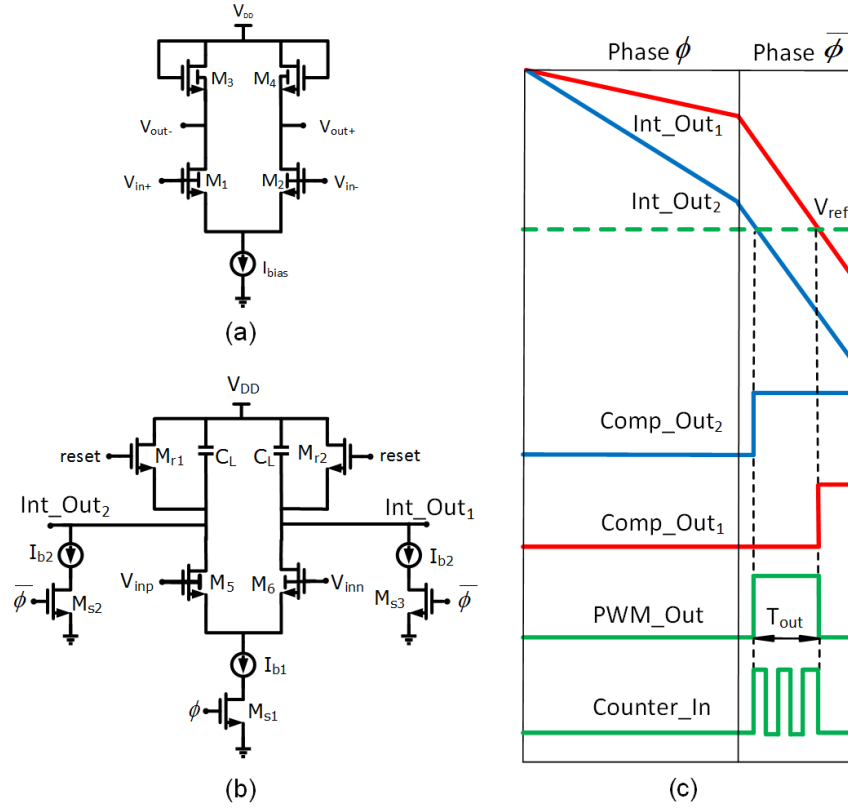 V_DD
M_3 M_4
V_out- V_out+
V_in+ M_1 M_2 V_in-
I_bias
(a)
V_DD
reset M_r1 C_L C_L M_r2 reset
Int_Out_2 Int_Out_1
I_b2 I_b2
V_inp M_5 M_6 V_inn
ϕ̅ M_s2 M_s3 ϕ̅
I_b1
ϕ M_s1
(b)
Phase ϕ Phase ϕ̅
Int_Out_1
Int_Out_2
V_ref
Comp_Out_2
Comp_Out_1
PWM_Out T_out
Counter_In
(c)